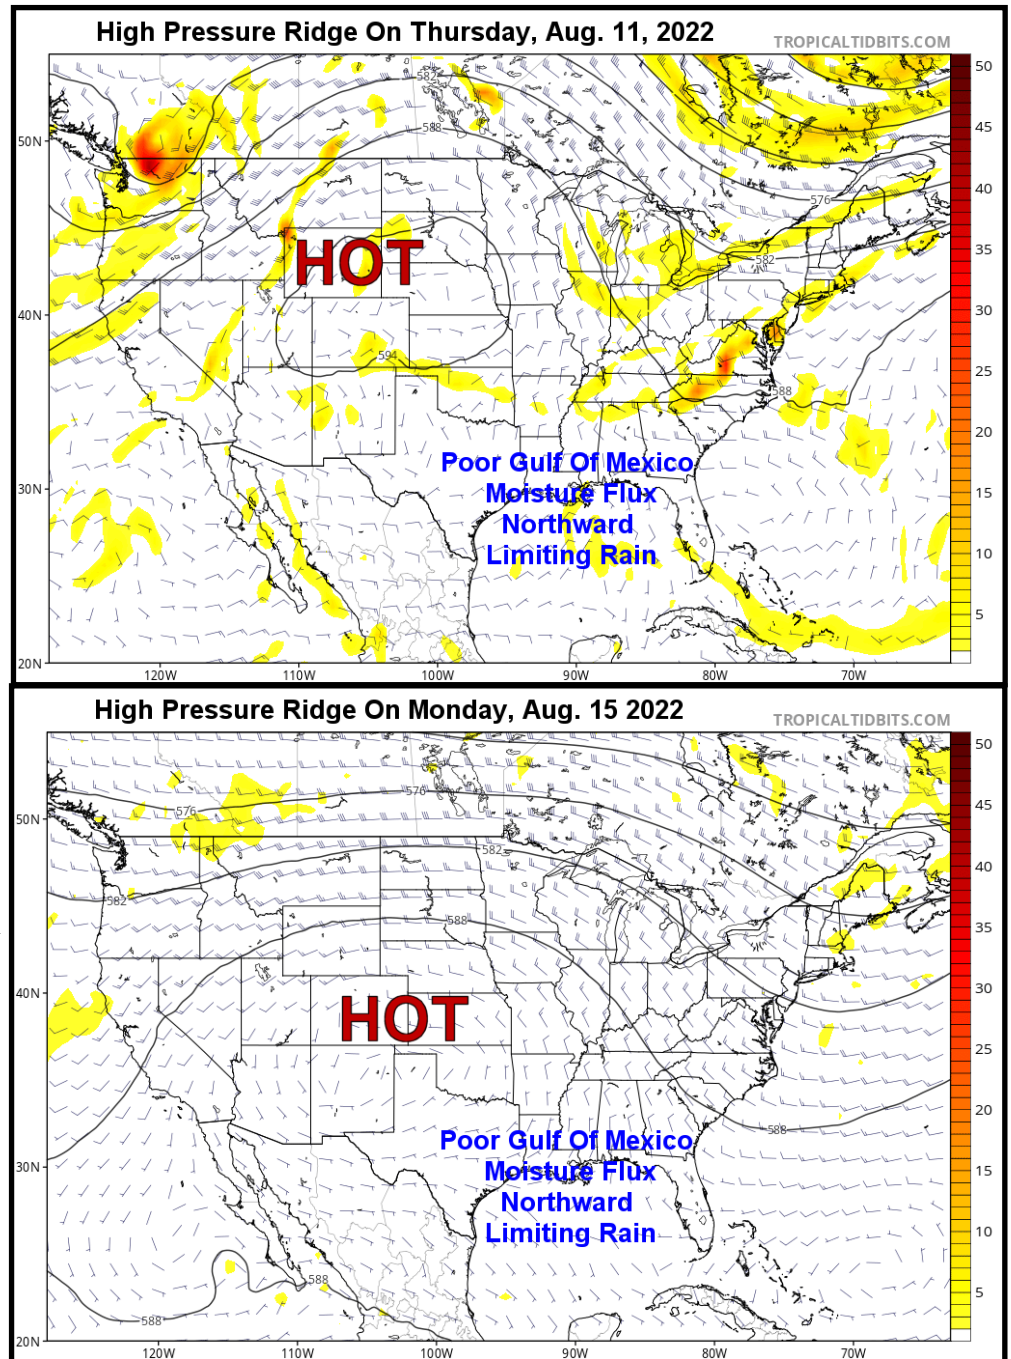 High Pressure Ridge On Thursday, Aug. 11, 2022
TROPICALTIDBITS.COM
582
588
50N
576
582
HOT
40N
594
588
Poor Gulf Of Mexico
30N
Moisture Flux
Northward
Limiting Rain
20N
120W 110W 100W 90W 80W 70W
50
45
40
35
30
25
20
15
10
5
High Pressure Ridge On Monday, Aug. 15 2022
TROPICALTIDBITS.COM
576
576
50N
582
582
588
40N
HOT
588
Poor Gulf Of Mexico
30N
Moisture Flux
Northward
Limiting Rain
588
588
20N
120W 110W 100W 90W 80W 70W
50
45
40
35
30
25
20
15
10
5